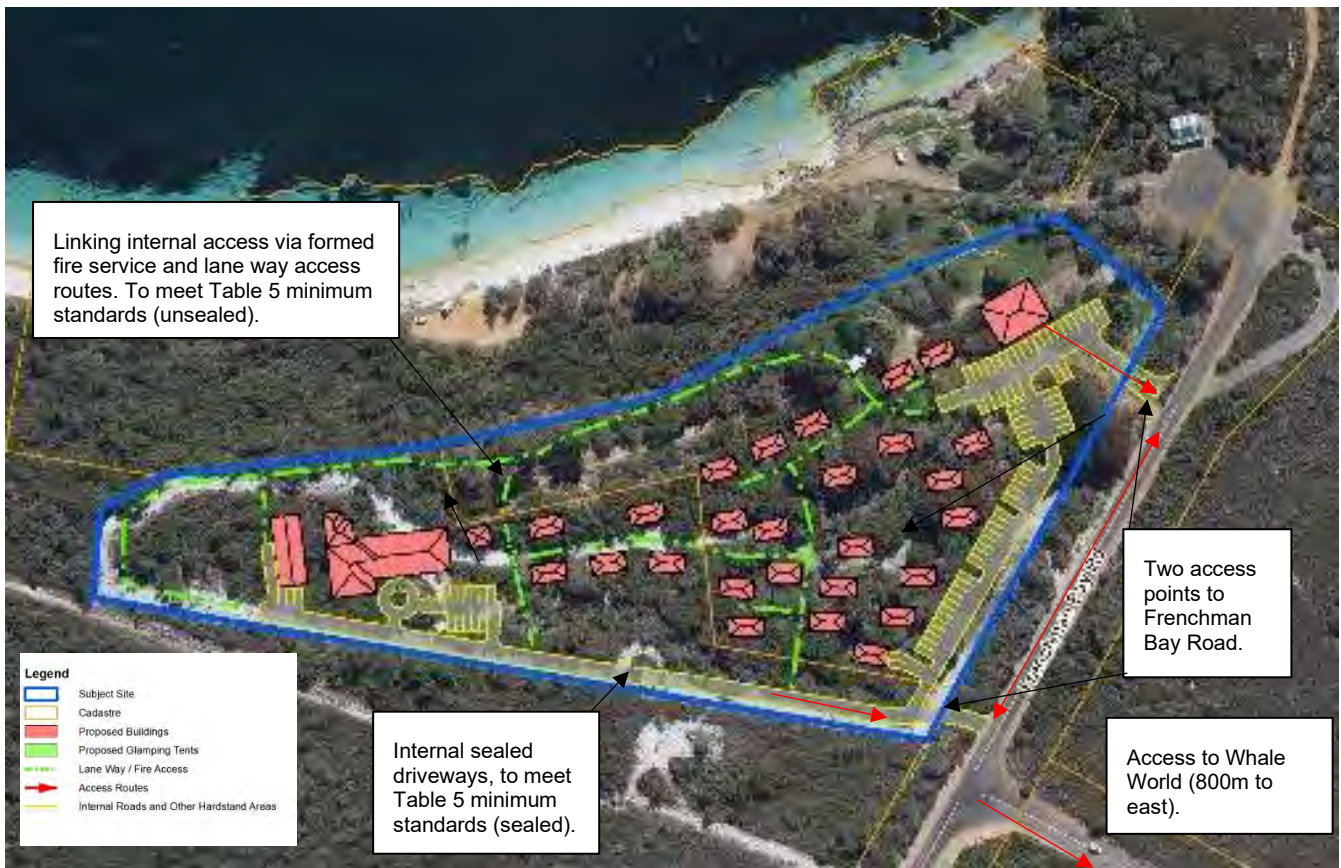 Linking internal access via formed
fire service and lane way access
routes. To meet Table 5 minimum
standards (unsealed).
Two access
points to
Frenchman
Bay Road.
Internal sealed
driveways, to meet
Table 5 minimum
standards (sealed).
Access to Whale
World (800m to
east).
Legend
Subject Site
Cadastre
Proposed Buildings
Proposed Glamping Tents
Lane Way / Fire Access
Access Routes
Internal Roads and Other Hardstand Areas